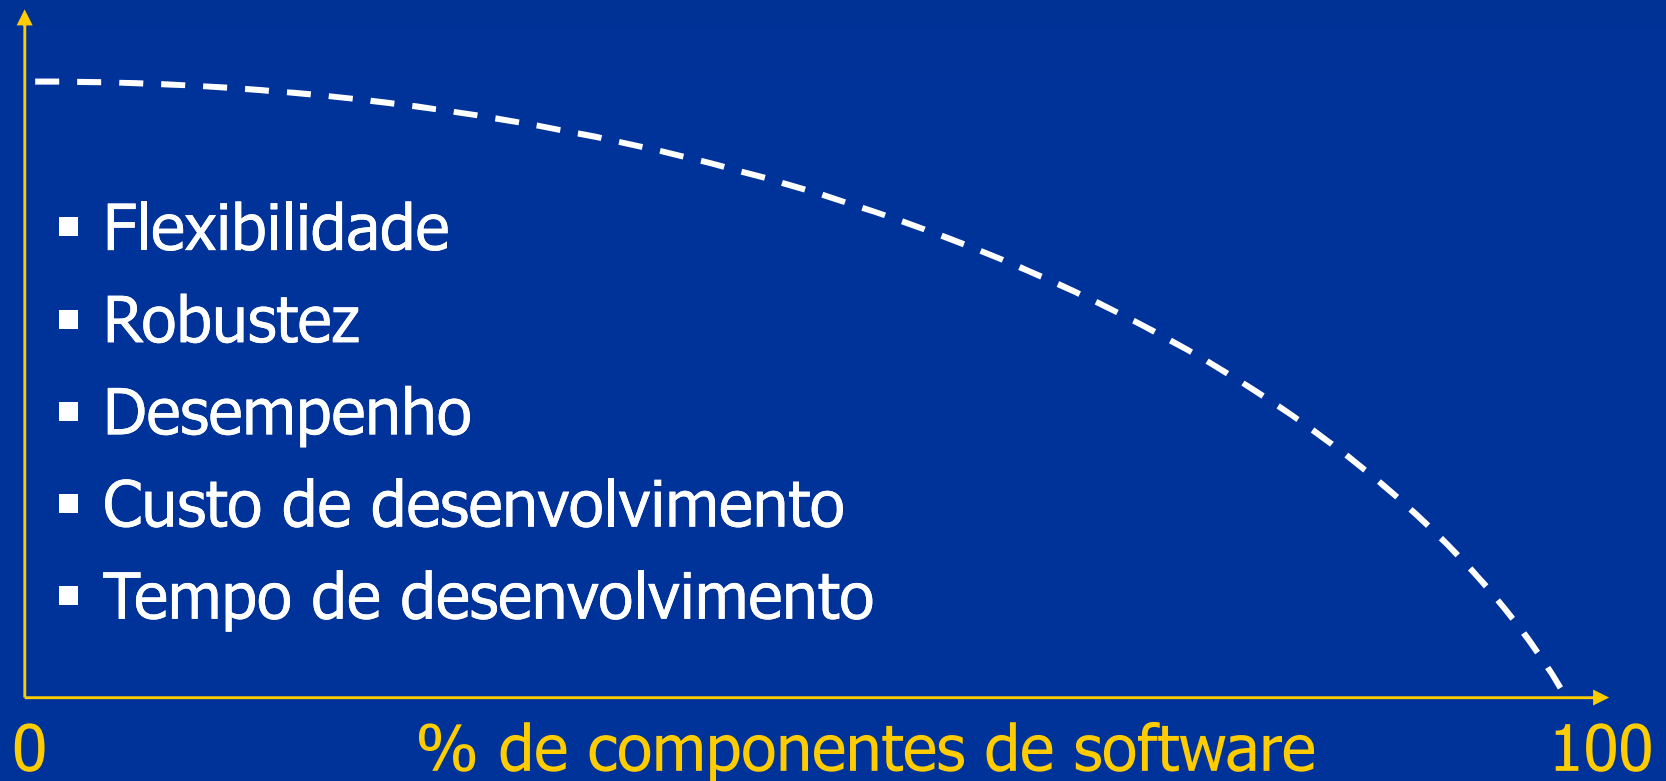 ▪ Flexibilidade
▪ Robustez
▪ Desempenho
▪ Custo de desenvolvimento
▪ Tempo de desenvolvimento
0 % de componentes de software 100